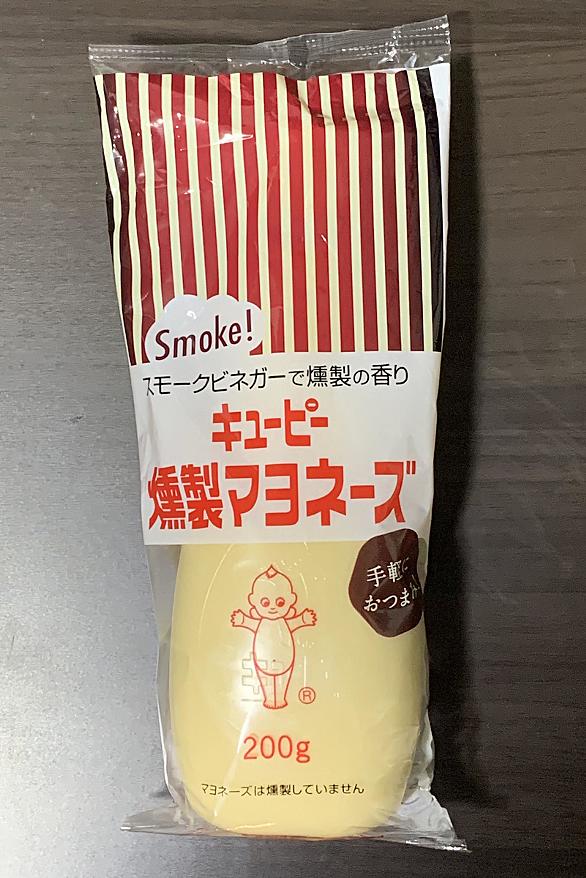 Smoke!
スモークビネガーで燻製の香り
キユーピー
燻製マヨネーズ
手軽に
おつまみ
®
200g
マヨネーズは燻製していません